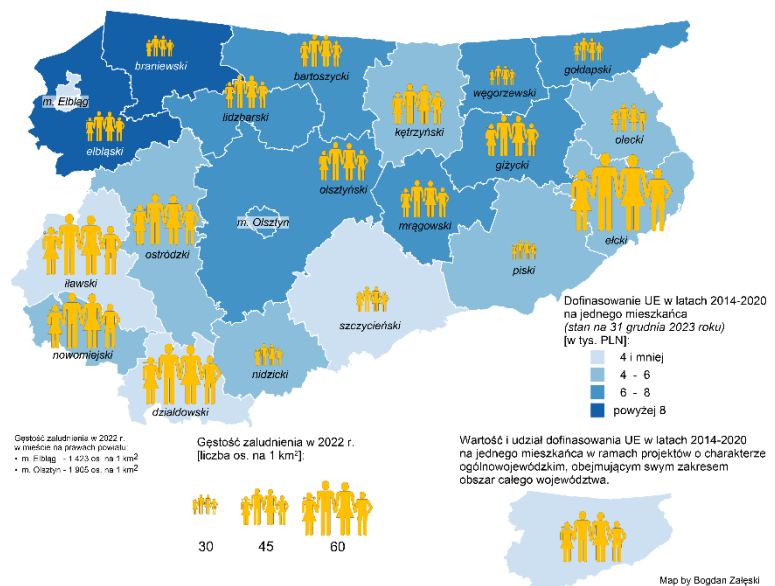 braniewski
bartoszycki
gołdapski
węgorzewski
m. Elbląg
lidzbarski
kętrzyński
olecki
elbląski
giżycki
olsztyński
mrągowski
m. Olsztyn
ełcki
ostródzki
piski
iławski
szczycieński
nowomiejski
nidzicki
działdowski
Dofinasowanie UE w latach 2014-2020
na jednego mieszkańca
(stan na 31 grudnia 2023 roku)
[w tys. PLN]:
4 i mniej
4 - 6
6 - 8
powyżej 8
Gęstość zaludnienia w 2022 r.
w mieście na prawach powiatu:
• m. Elbląg - 1 423 os. na 1 km²
• m. Olsztyn - 1 905 os. na 1 km²
Gęstość zaludnienia w 2022 r.
[liczba os. na 1 km²]:
30 45 60
Wartość i udział dofinasowania UE w latach 2014-2020
na jednego mieszkańca w ramach projektów o charakterze
ogólnowojewódzkim, obejmującym swym zakresem
obszar całego województwa.
Map by Bogdan Załęski